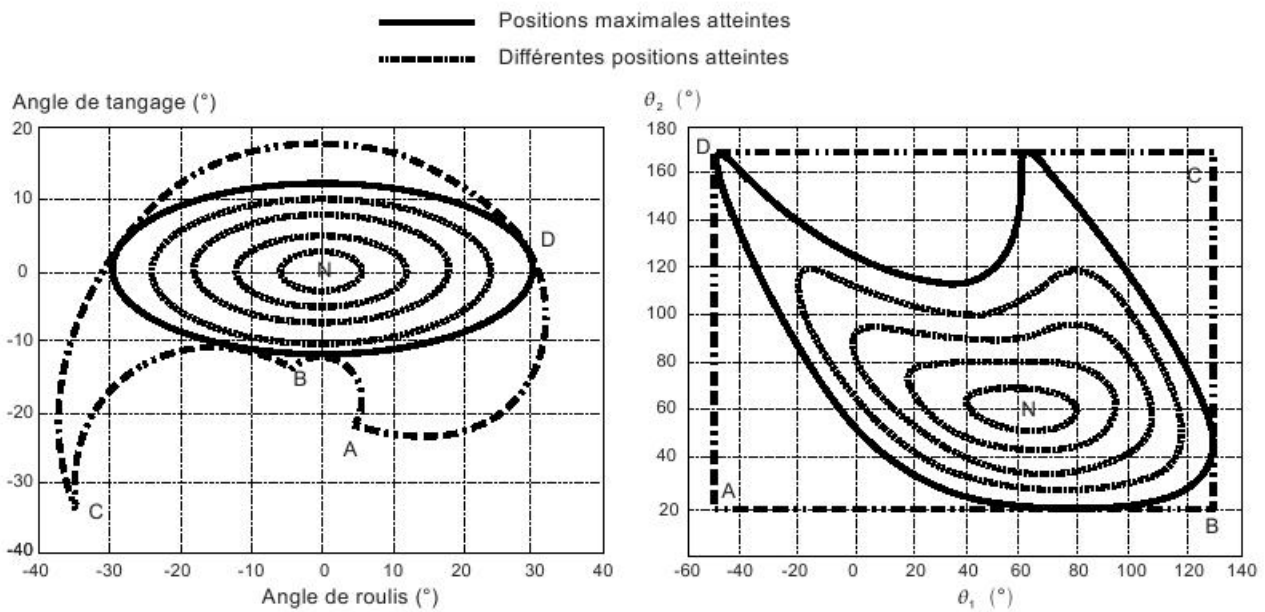 Positions maximales atteintes
Différentes positions atteintes
Angle de tangage (°)
20
10
0
-10
-20
-30
-40
-40
-30
-20
-10
0
10
20
30
40
Angle de roulis (°)
N
D
B
A
C
θ2 (°)
180
160
140
120
100
80
60
40
20
-60
-40
-20
0
20
40
60
80
100
120
140
θ1 (°)
D
C
N
A
B